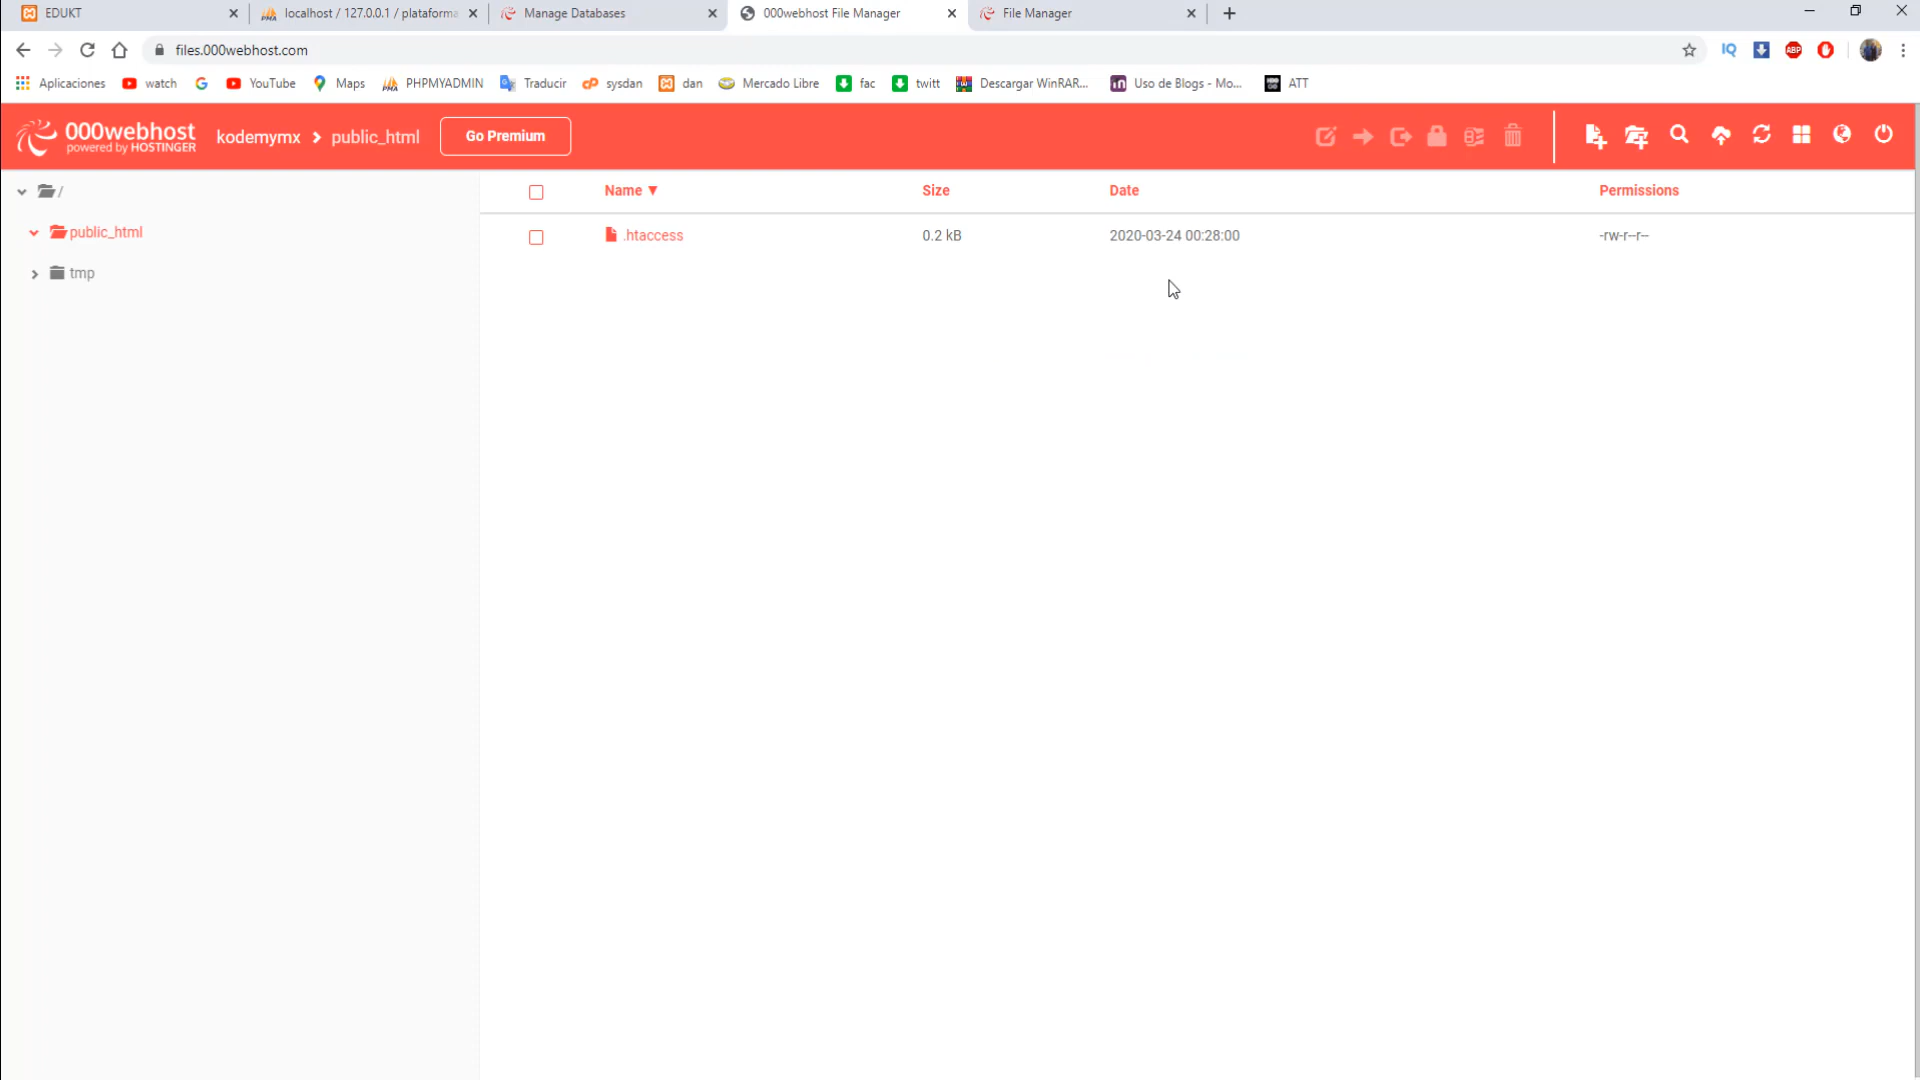 EDUKT
localhost / 127.0.0.1 / plataforma
Manage Databases
000webhost File Manager
File Manager
files.000webhost.com
IQ
ABP
Aplicaciones
watch
YouTube
Maps
PHPMYADMIN
Traducir
sysdan
dan
Mercado Libre
fac
twitt
Descargar WinRAR...
Uso de Blogs - Mo...
ATT
000webhost
powered by HOSTINGER
kodemymx > public_html
Go Premium
/
public_html
tmp
Name ▼ Size Date Permissions
.htaccess 0.2 kB 2020-03-24 00:28:00 -rw-r--r--